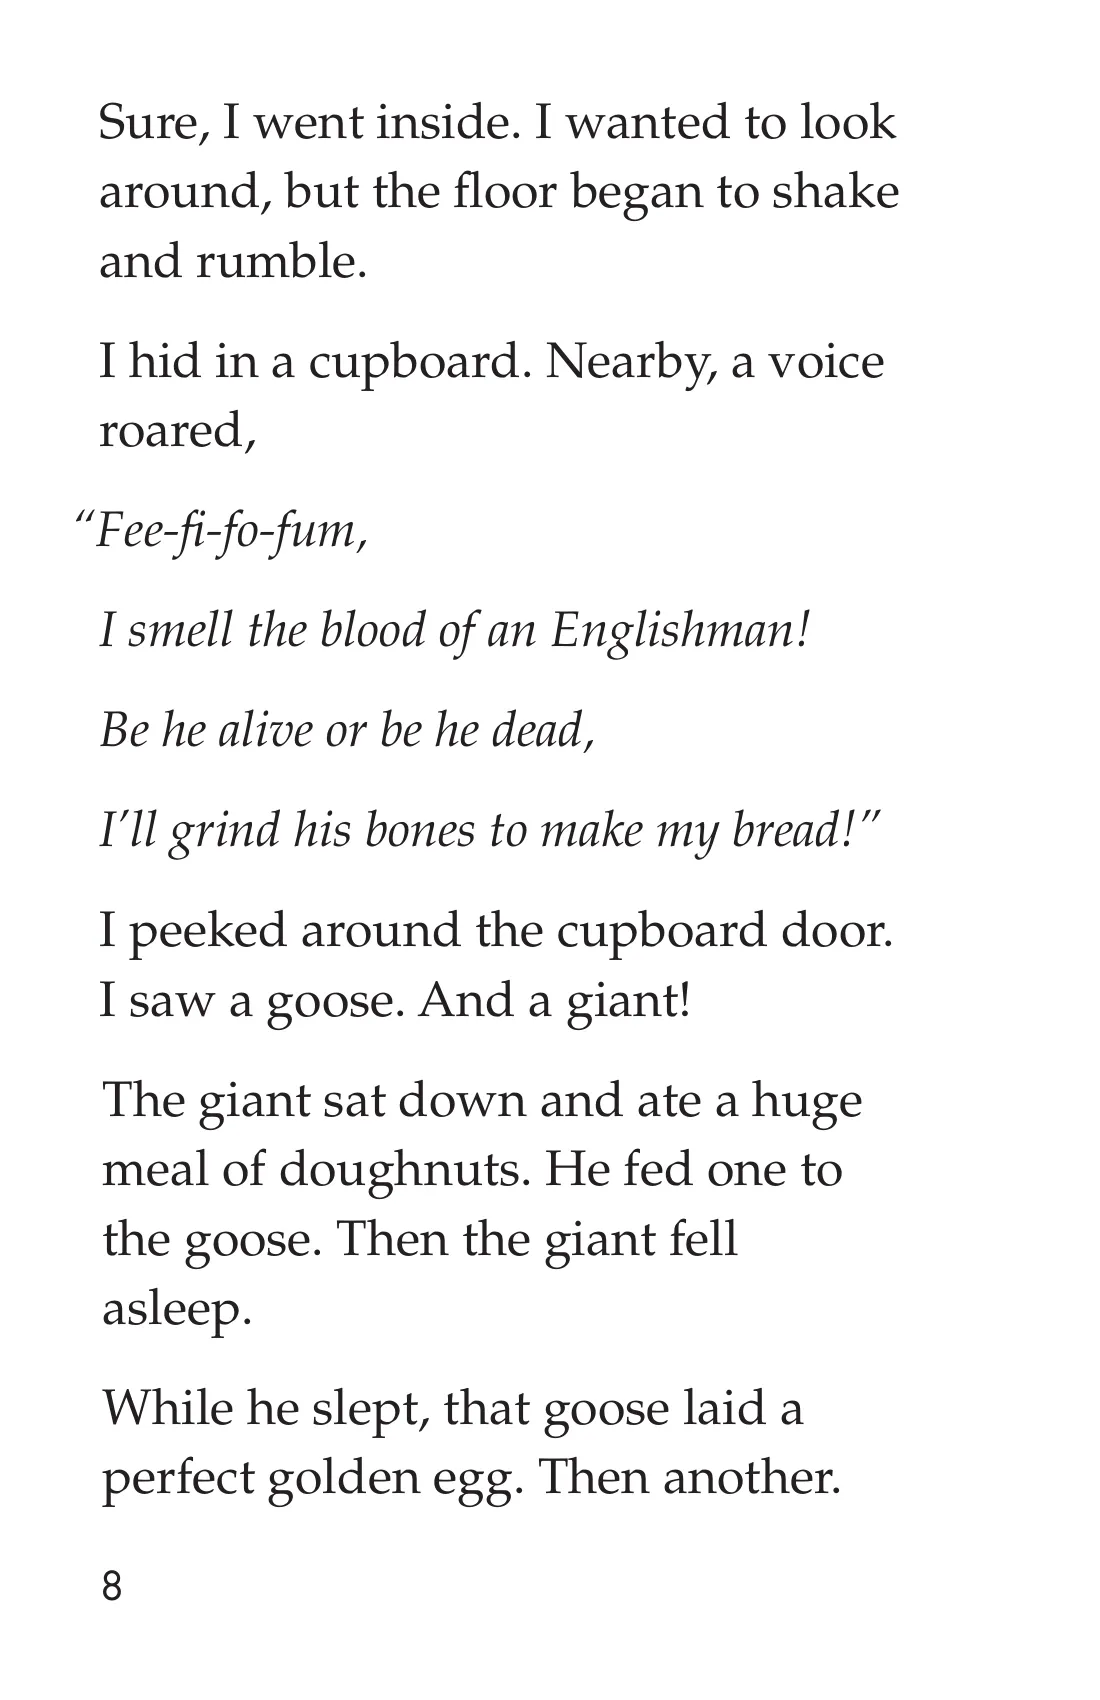 Sure, I went inside. I wanted to look
around, but the floor began to shake
and rumble.
I hid in a cupboard. Nearby, a voice
roared,
“Fee-fi-fo-fum,
I smell the blood of an Englishman!
Be he alive or be he dead,
I’ll grind his bones to make my bread!”
I peeked around the cupboard door.
I saw a goose. And a giant!
The giant sat down and ate a huge
meal of doughnuts. He fed one to
the goose. Then the giant fell
asleep.
While he slept, that goose laid a
perfect golden egg. Then another.
8